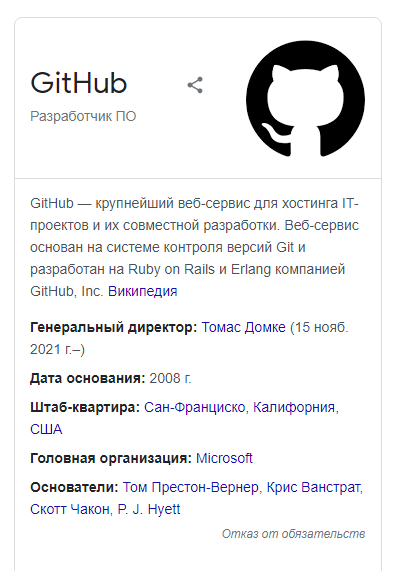 GitHub
Разработчик ПО
GitHub — крупнейший веб-сервис для хостинга IT-
проектов и их совместной разработки. Веб-сервис
основан на системе контроля версий Git и
разработан на Ruby on Rails и Erlang компанией
GitHub, Inc. Википедия
Генеральный директор: Томас Домке (15 нояб.
2021 г.–)
Дата основания: 2008 г.
Штаб-квартира: Сан-Франциско, Калифорния,
США
Головная организация: Microsoft
Основатели: Том Престон-Вернер, Крис Ванстрат,
Скотт Чакон, P. J. Hyett
Отказ от обязательств